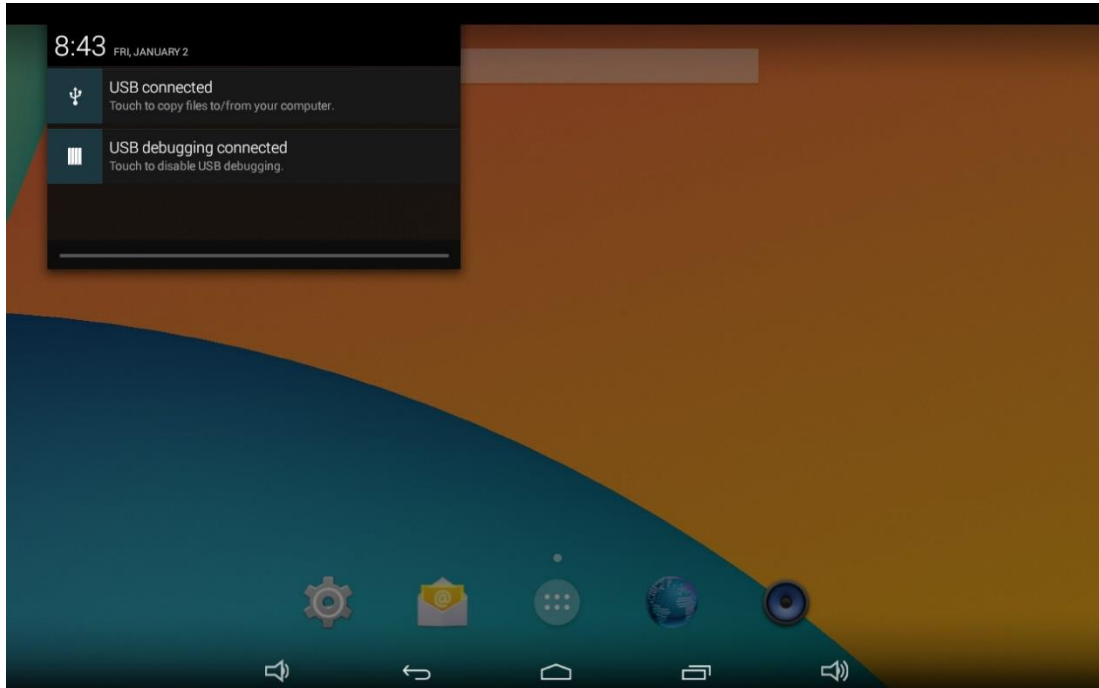 8:43 FRI, JANUARY 2
USB connected
Touch to copy files to/from your computer.
USB debugging connected
Touch to disable USB debugging.
@